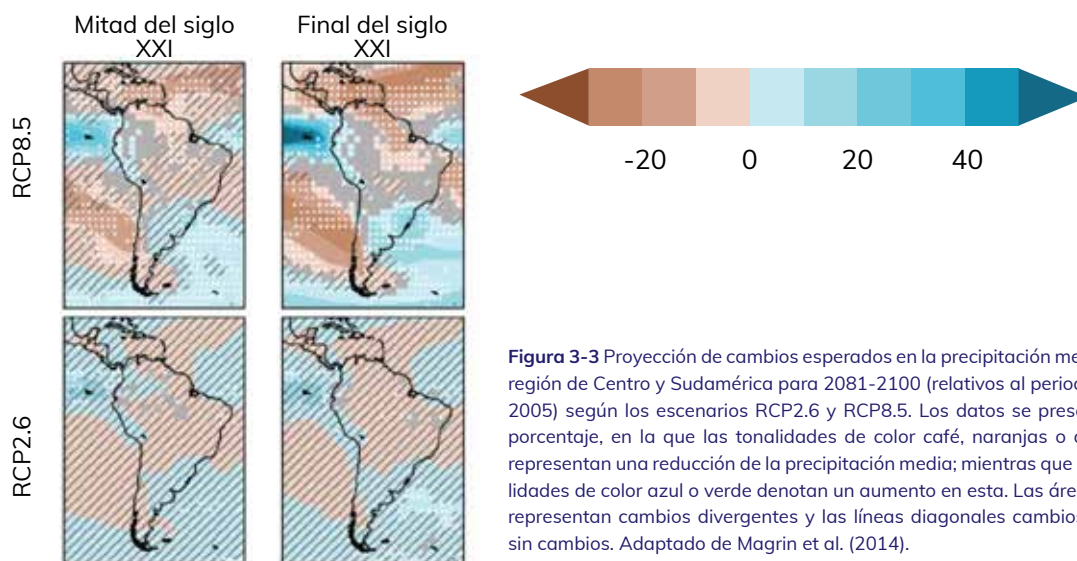 Mitad del siglo
XXI
Final del siglo
XXI
RCP8.5
RCP2.6
-20 0 20 40
Figura 3-3 Proyección de cambios esperados en la precipitación me
región de Centro y Sudamérica para 2081-2100 (relativos al period
2005) según los escenarios RCP2.6 y RCP8.5. Los datos se prese
porcentaje, en la que las tonalidades de color café, naranjas o
representan una reducción de la precipitación media; mientras que
lidades de color azul o verde denotan un aumento en esta. Las áre
representan cambios divergentes y las líneas diagonales cambios
sin cambios. Adaptado de Magrin et al. (2014).